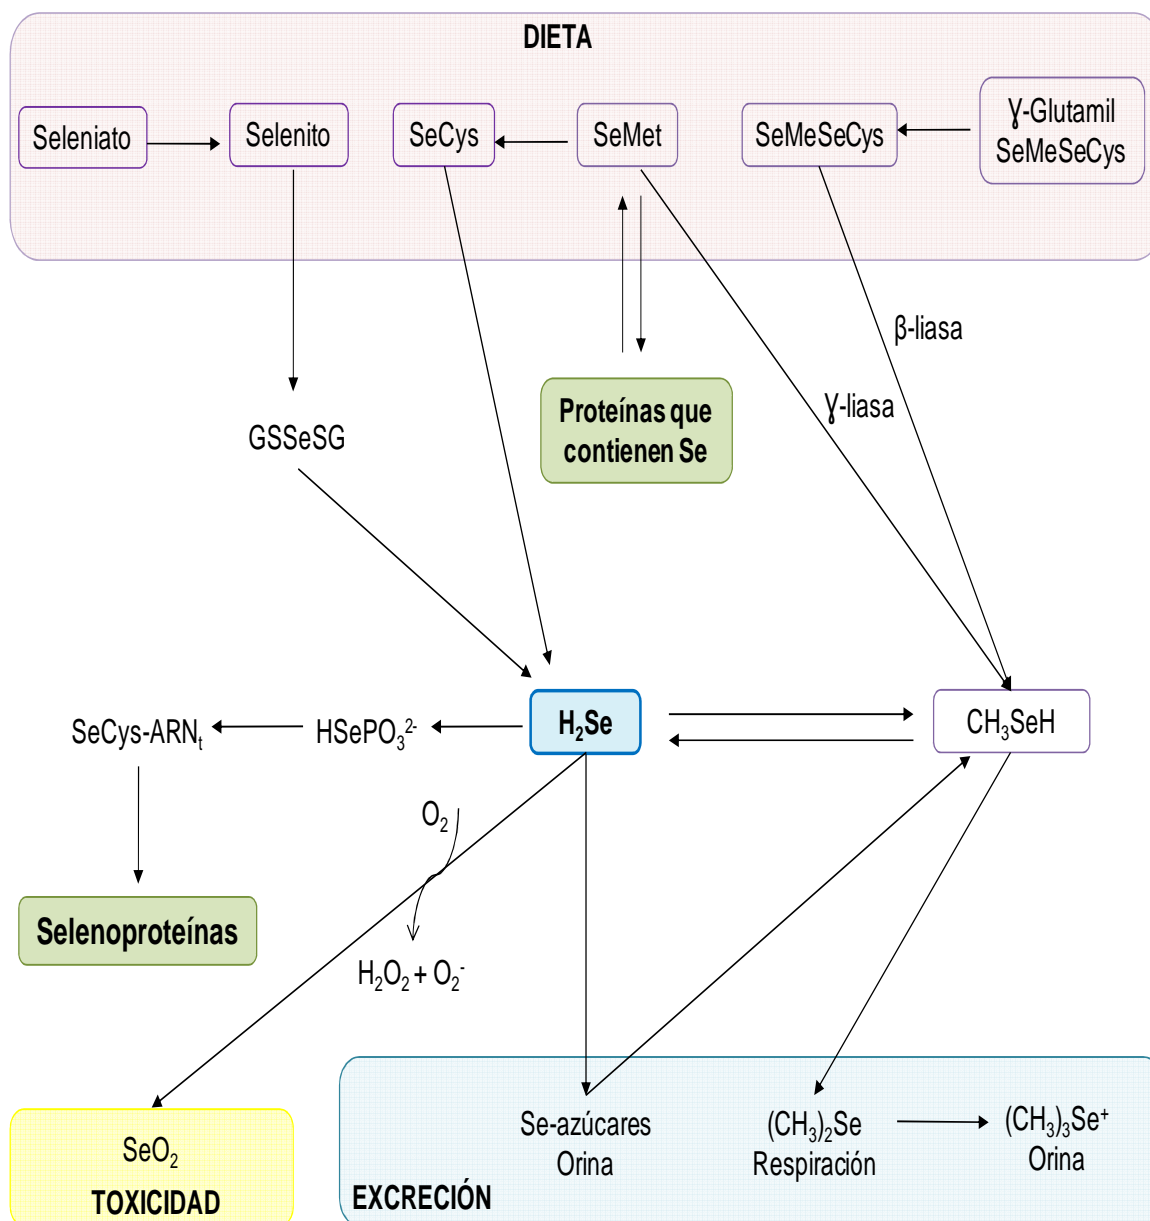 DIETA
Seleniato
Selenito
SeCys
SeMet
SeMeSeCys
Ɣ-Glutamil
SeMeSeCys
β-liasa
Ɣ-liasa
Proteínas que
contienen Se
GSSeSG
SeCys-ARNₜ
HSePO₃²⁻
H₂Se
CH₃SeH
O₂
Selenoproteínas
H₂O₂ + O₂⁻
SeO₂
TOXICIDAD
Se-azúcares
Orina
(CH₃)₂Se
Respiración
(CH₃)₃Se⁺
Orina
EXCRECIÓN